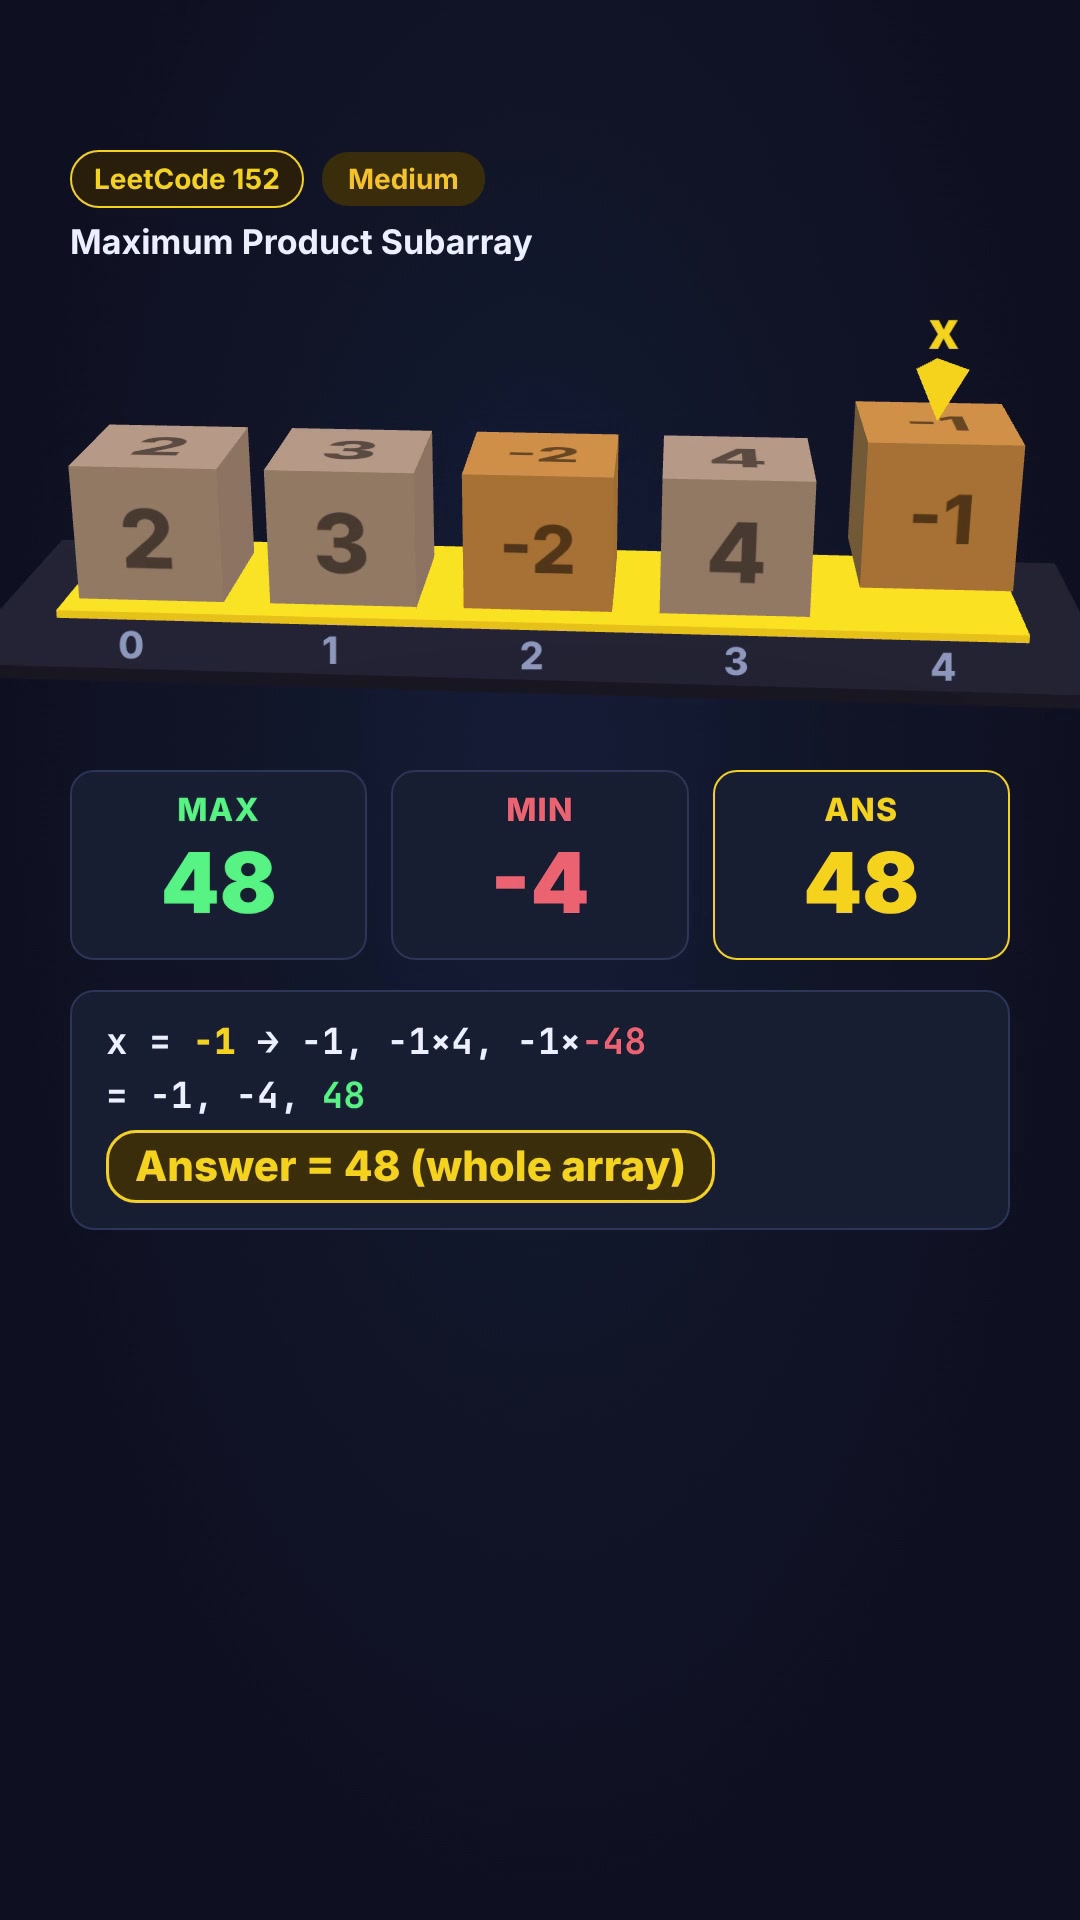 LeetCode 152 Medium
Maximum Product Subarray
x
2 3 -2 4 -1
2 3 -2 4 -1
0 1 2 3 4
MAX MIN ANS
48 -4 48
x = -1 → -1, -1×4, -1×-48
= -1, -4, 48
Answer = 48 (whole array)